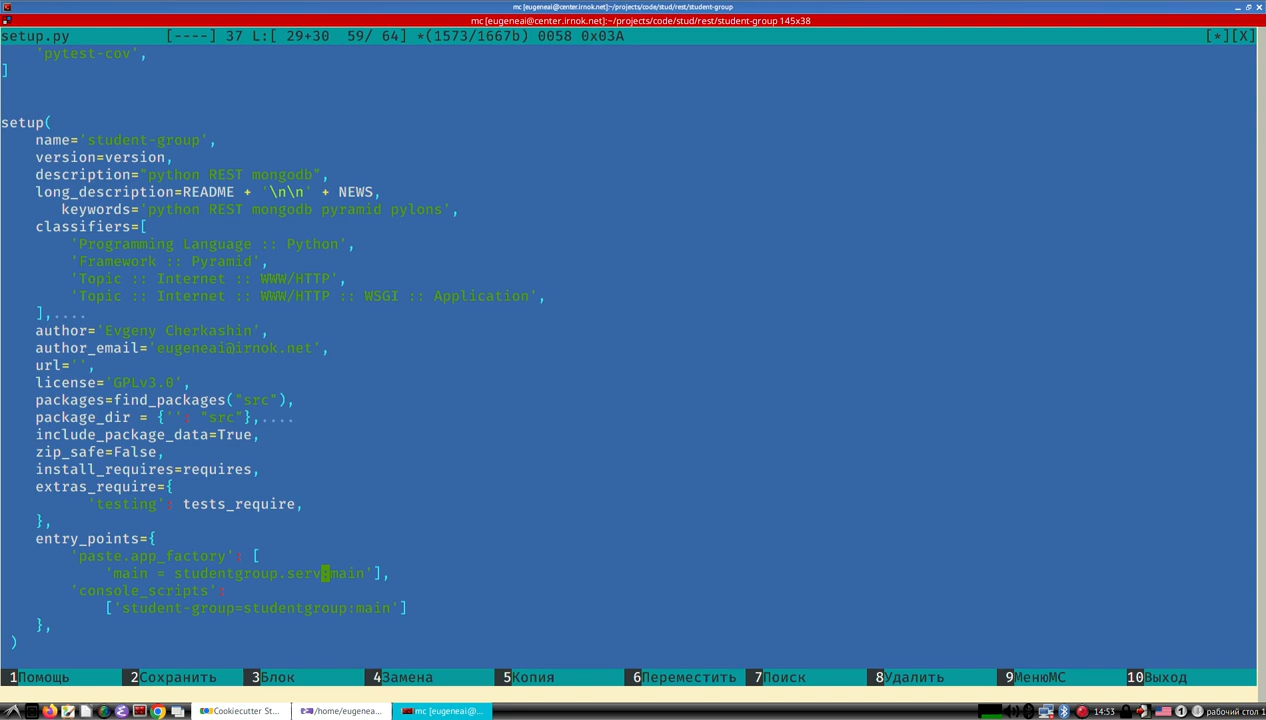 mc [eugeneai@center.irnok.net]:~/projects/code/stud/rest/student-group
mc [eugeneai@center.irnok.net]:~/projects/code/stud/rest/student-group 145x38
setup.py [----] 37 L:[ 29+30 59/ 64] *(1573/1667b) 0058 0x03A [*][X]
'pytest-cov',
]
setup(
name='student-group',
version=version,
description="python REST mongodb",
long_description=README + '\n\n' + NEWS,
keywords='python REST mongodb pyramid pylons',
classifiers=[
'Programming Language :: Python',
'Framework :: Pyramid',
'Topic :: Internet :: WWW/HTTP',
'Topic :: Internet :: WWW/HTTP :: WSGI :: Application',
],....
author='Evgeny Cherkashin',
author_email='eugeneai@irnok.net',
url='',
license='GPLv3.0',
packages=find_packages("src"),
package_dir = {'': "src"},....
include_package_data=True,
zip_safe=False,
install_requires=requires,
extras_require={
'testing': tests_require,
},
entry_points={
'paste.app_factory': [
'main = studentgroup.serv:main'],
'console_scripts':
['student-group=studentgroup:main']
},
)
1Помощь 2Сохранить 3Блок 4Замена 5Копия 6Переместить 7Поиск 8Удалить 9МенюМС 10Выход
Cookiecutter St... /home/eugenea... mc [eugeneai@... 14:53 1 рабочий стол 1